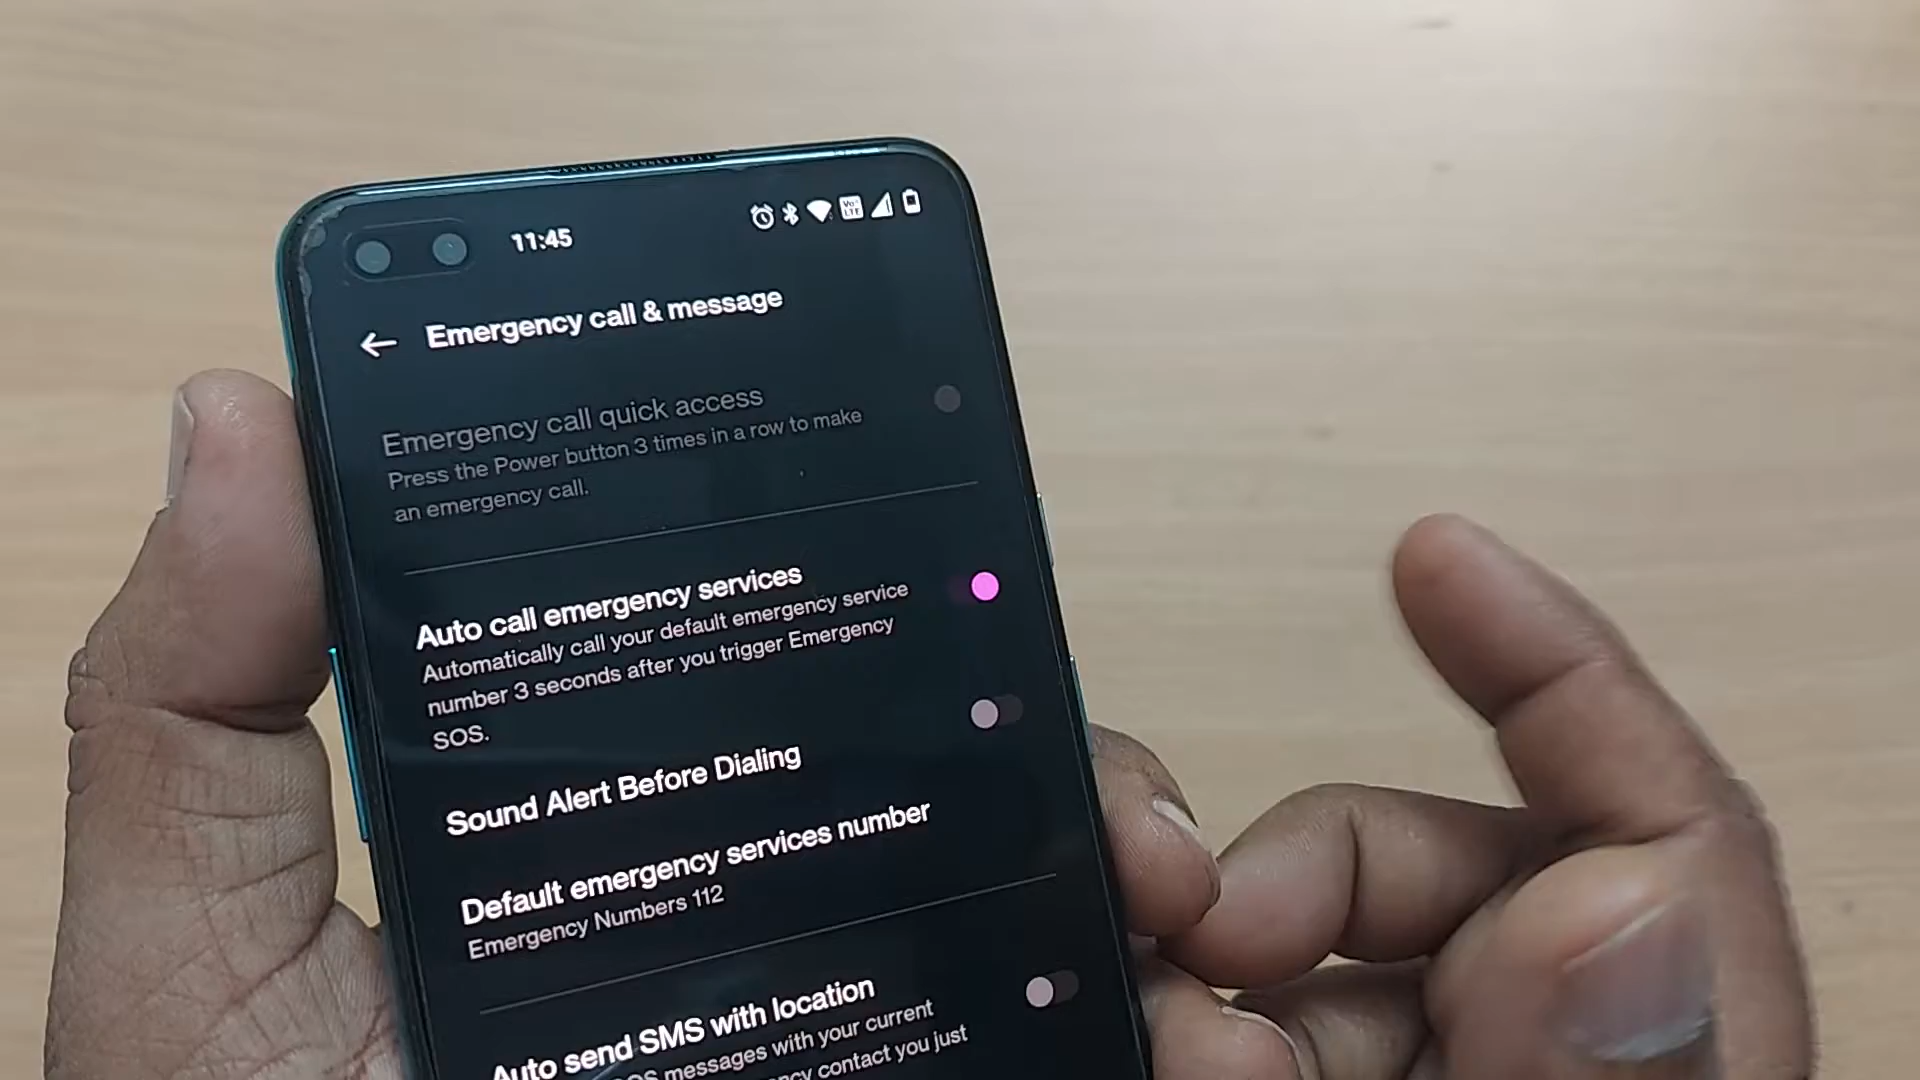 11:45
Vo LTE
Emergency call & message
Emergency call quick access
Press the Power button 3 times in a row to make
an emergency call.
Auto call emergency services
Automatically call your default emergency service
number 3 seconds after you trigger Emergency
SOS.
Sound Alert Before Dialing
Default emergency services number
Emergency Numbers 112
Auto send SMS with location
SOS messages with your current
contact you just